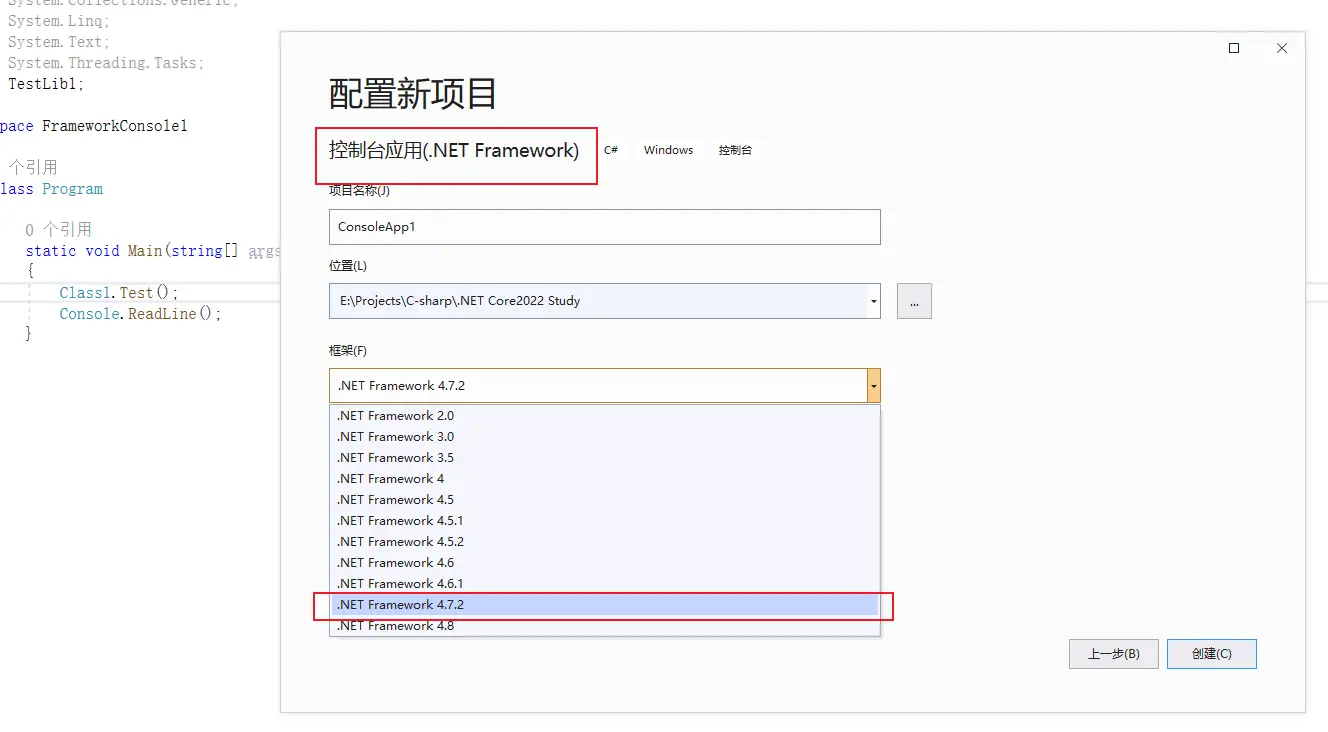 System.Collections.Generic;
System.Linq;
System.Text;
System.Threading.Tasks;
TestLib1;
pace FrameworkConsole1
个引用
lass Program
0 个引用
static void Main(string[] args
{
Class1.Test();
Console.ReadLine();
}
配置新项目
控制台应用(.NET Framework) C# Windows 控制台
项目名称(J)
ConsoleApp1
位置(L)
E:\Projects\C-sharp\.NET Core2022 Study
...
框架(F)
.NET Framework 4.7.2
.NET Framework 2.0
.NET Framework 3.0
.NET Framework 3.5
.NET Framework 4
.NET Framework 4.5
.NET Framework 4.5.1
.NET Framework 4.5.2
.NET Framework 4.6
.NET Framework 4.6.1
.NET Framework 4.7.2
.NET Framework 4.8
上一步(B) 创建(C)